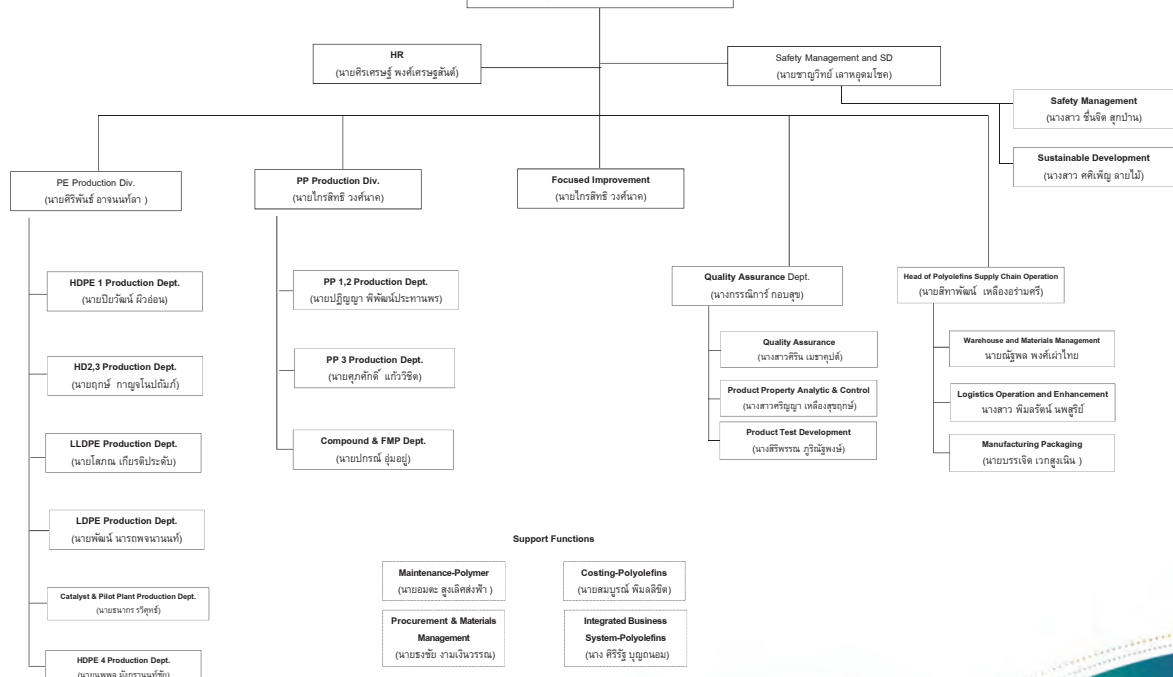 HR
(นายศิรเศรษฐ์ พงศ์เศรษฐสันต์)
Safety Management and SD
(นายชาญวิทย์ เลาหอุดมโชค)
Safety Management
(นางสาว ชื่นจิต สุกป่าน)
Sustainable Development
(นางสาว ศศิเพ็ญ ลายไม้)
PE Production Div.
(นายศิริพันธ์ อาจนนท์ลา )
PP Production Div.
(นายไกรสิทธิ วงศ์นาค)
Focused Improvement
(นายไกรสิทธิ วงศ์นาค)
HDPE 1 Production Dept.
(นายปิยวัฒน์ ผิวอ่อน)
HD2,3 Production Dept.
(นายฤกษ์ กาญจโนปถัมภ์)
LLDPE Production Dept.
(นายโสภณ เกียรติประดับ)
LDPE Production Dept.
(นายพัฒน์ นารถพจนานนท์)
Catalyst & Pilot Plant Production Dept.
(นายธนากร รวีศุทธ์)
HDPE 4 Production Dept.
(นายนพพล มังกรานนท์ชัย)
PP 1,2 Production Dept.
(นายปฏิญญา พิพัฒน์ประทานพร)
PP 3 Production Dept.
(นายศุภศักดิ์ แก้ววิชิต)
Compound & FMP Dept.
(นายปกรณ์ อุ่มอยู่)
Quality Assurance Dept.
(นางกรรณิการ์ กอบสุข)
Quality Assurance
(นางสาวศิริน เมธาคุปต์)
Product Property Analytic & Control
(นางสาวศริญญา เหลืองสุขฤกษ์)
Product Test Development
(นางสิริพรรณ ภูริณัฐพงษ์)
Head of Polyolefins Supply Chain Operation
(นายสิทาพัฒน์ เหลืองอร่ามศรี)
Warehouse and Materials Management
นายณัฐพล พงศ์เผ่าไทย
Logistics Operation and Enhancement
นางสาว พิมลรัตน์ นพสูริย์
Manufacturing Packaging
(นายบรรเจิด เวกสูงเนิน )
Support Functions
Maintenance-Polymer
(นายอมตะ สูงเลิศส่งฟ้า )
Costing-Polyolefins
(นายสมบูรณ์ พิมลลิขิต)
Procurement & Materials
Management
(นายธงชัย งามเงินวรรณ)
Integrated Business
System-Polyolefins
(นาง ศิริรัฐ บุญถนอม)